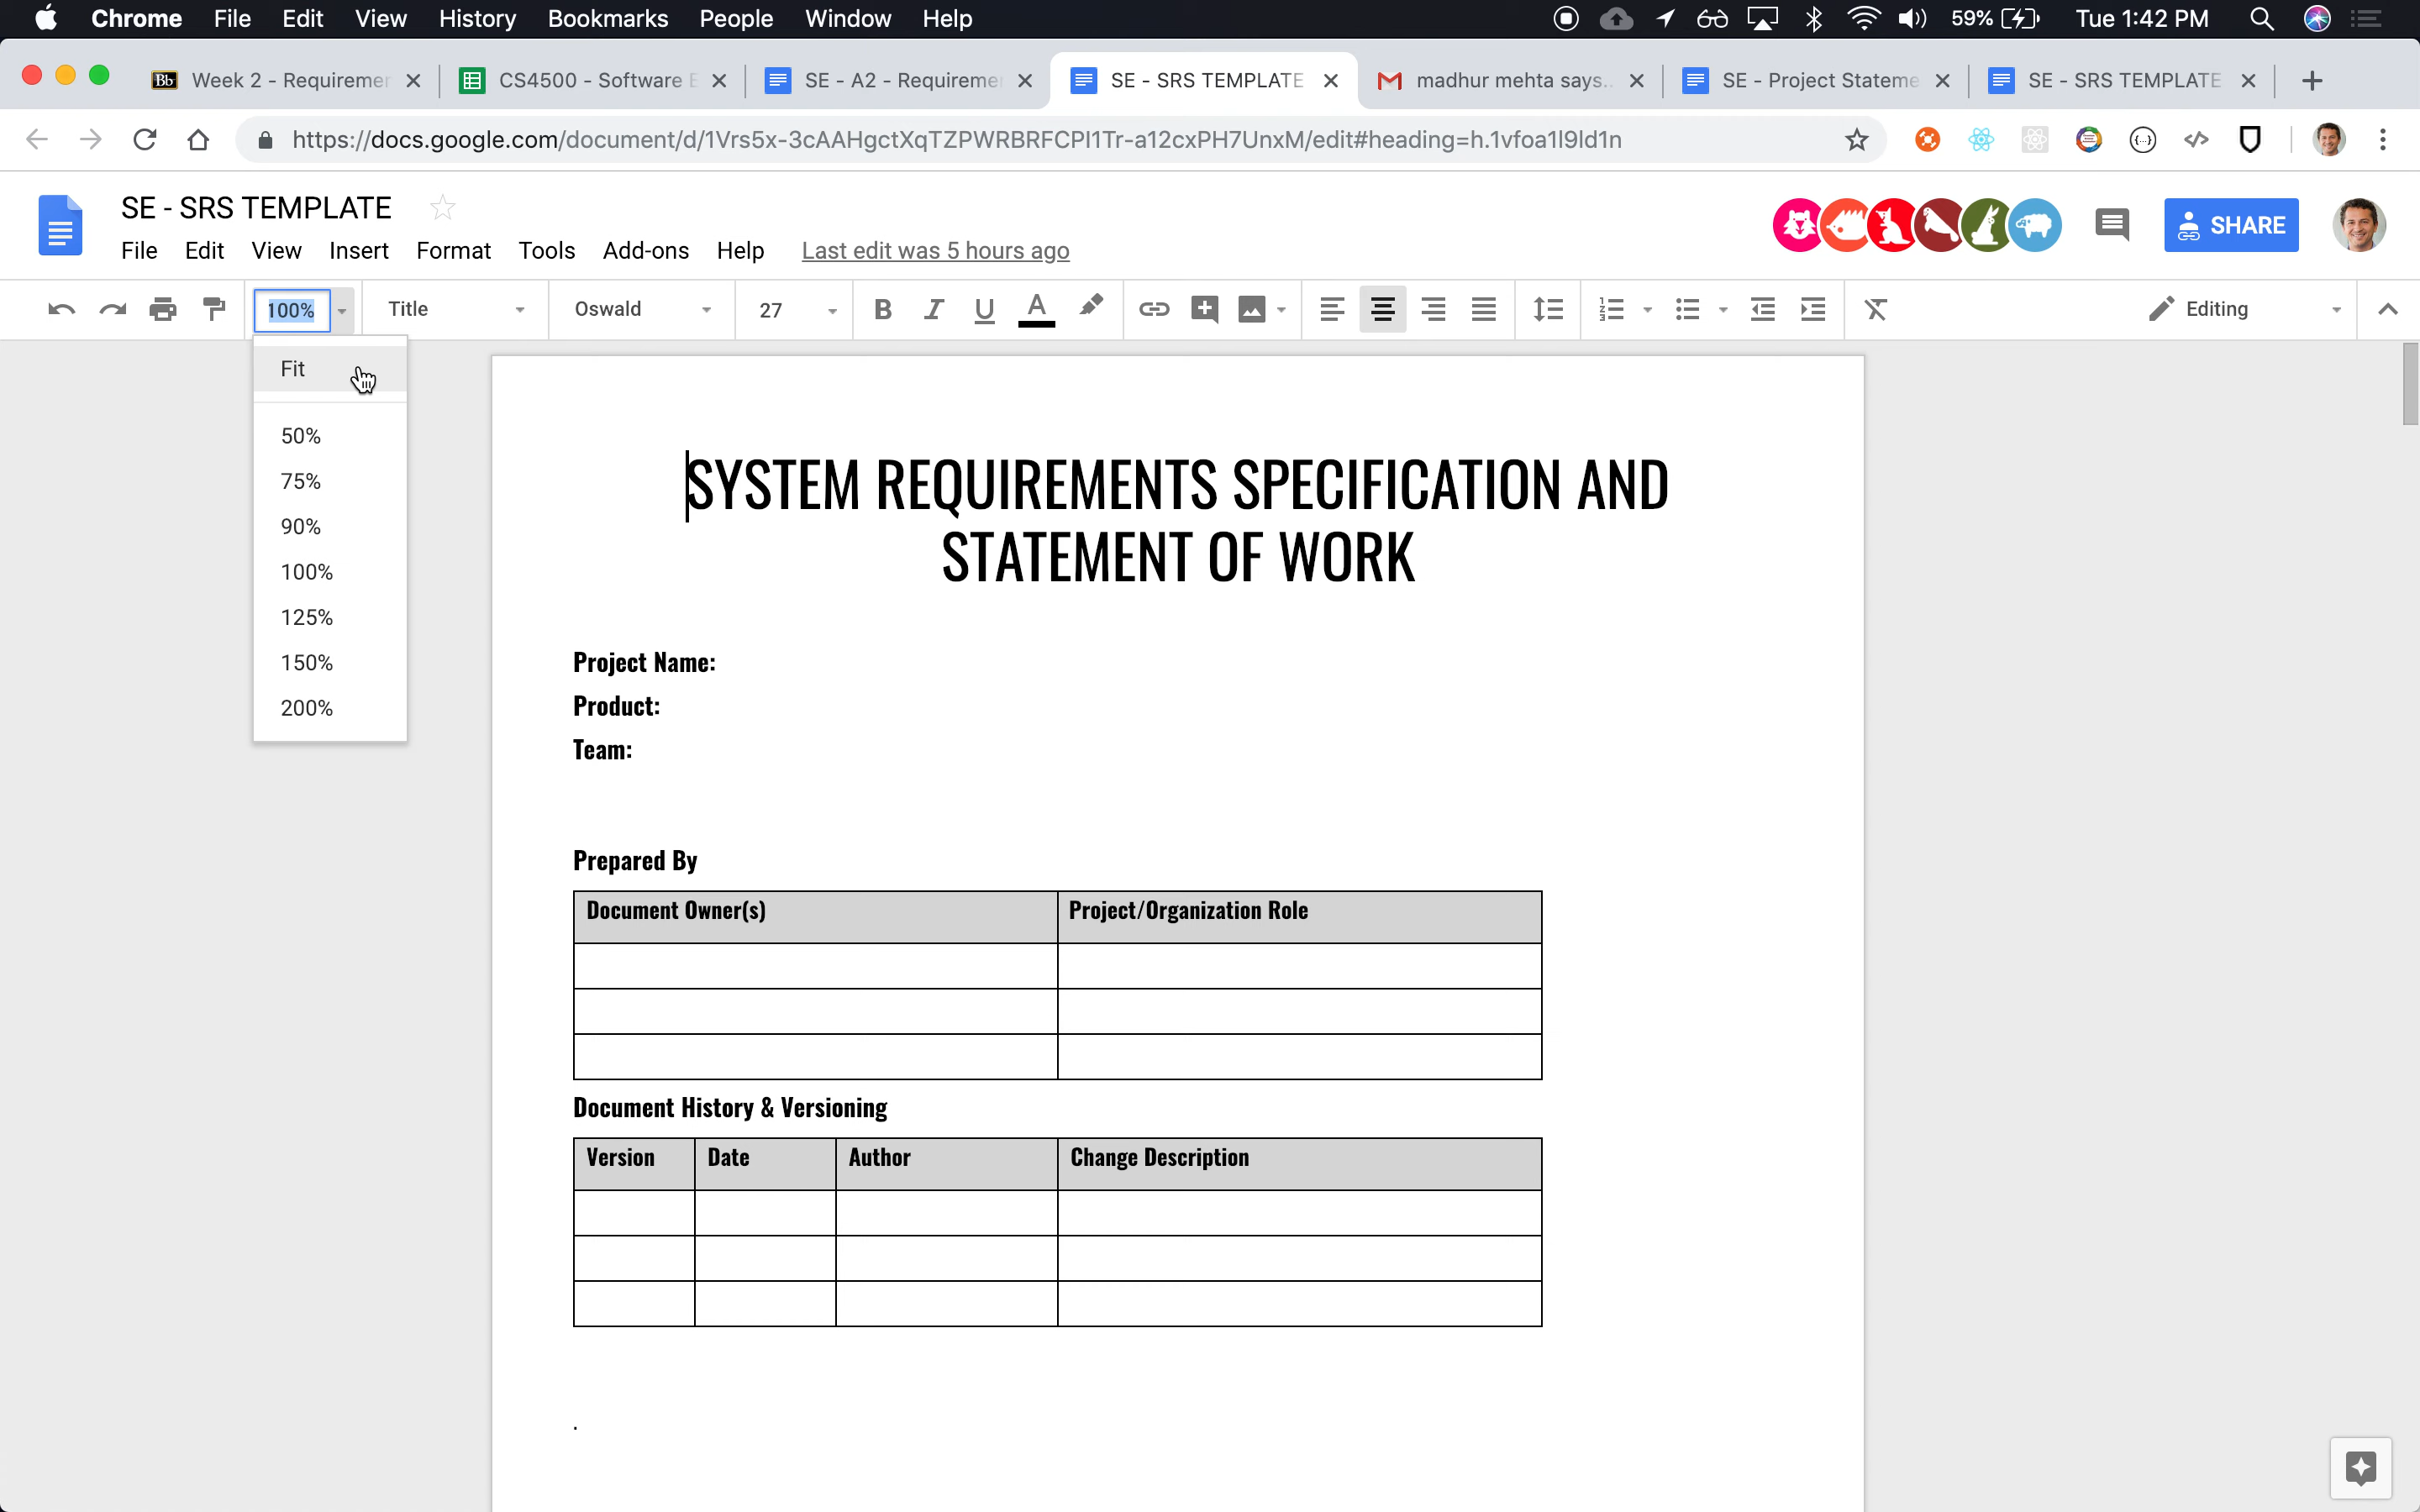 Chrome File Edit View History Bookmarks People Window Help 59% Tue 1:42 PM
Bb Week 2 - Requiremen CS4500 - Software E SE - A2 - Requiremen SE - SRS TEMPLATE madhur mehta says.. SE - Project Stateme SE - SRS TEMPLATE
https://docs.google.com/document/d/1Vrs5x-3cAAHgctXqTZPWRBRFCPI1Tr-a12cxPH7UnxM/edit#heading=h.1vfoa1l9ld1n
SE - SRS TEMPLATE
File Edit View Insert Format Tools Add-ons Help Last edit was 5 hours ago
SHARE
100% Title Oswald 27 B I U A Editing
Fit
50%
75%
90%
100%
125%
150%
200%
SYSTEM REQUIREMENTS SPECIFICATION AND
STATEMENT OF WORK
Project Name:
Product:
Team:
Prepared By
Document Owner(s) Project/Organization Role
Document History & Versioning
Version Date Author Change Description
.